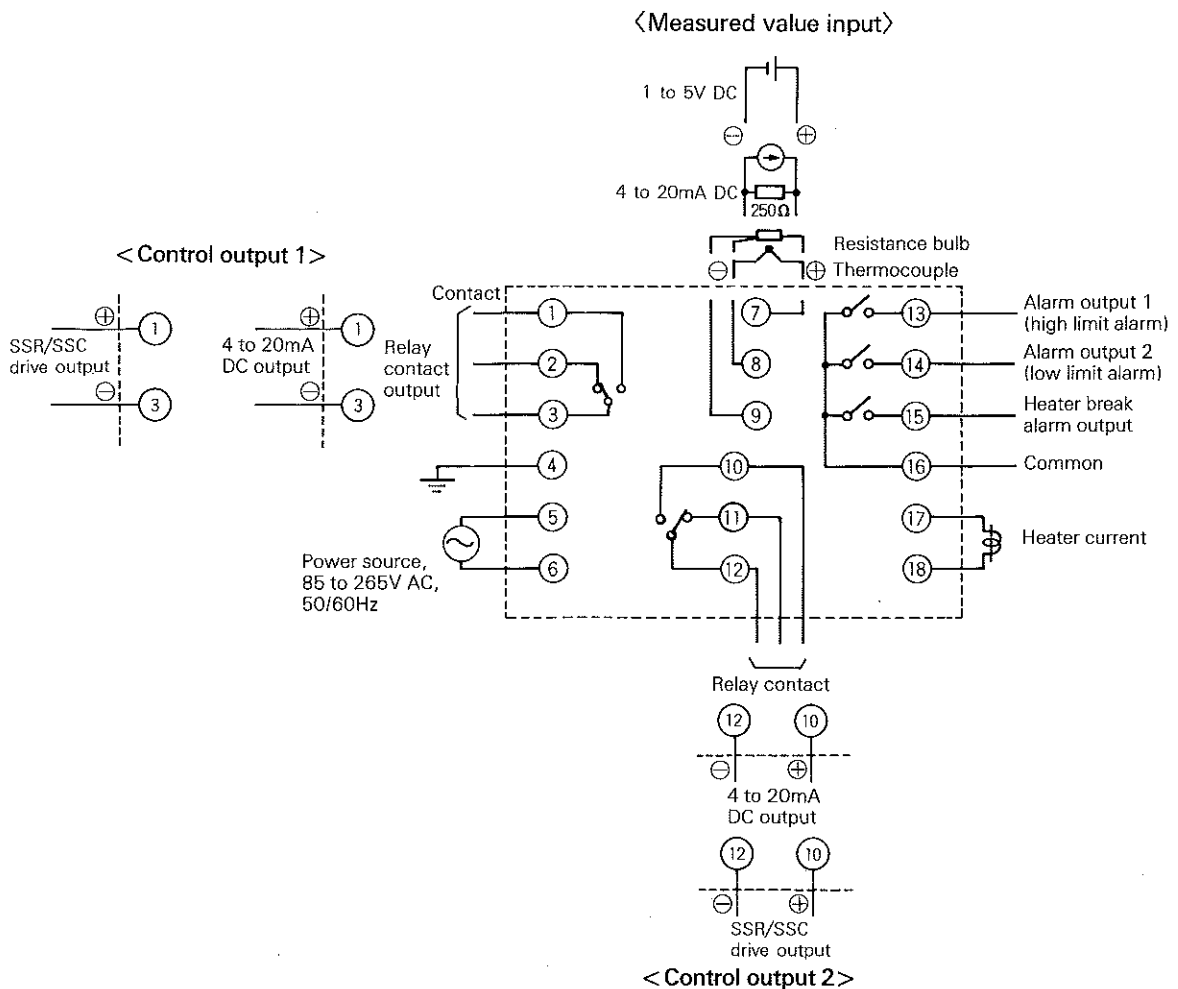 〈Measured value input〉
1 to 5V DC
⊖ ⊕
4 to 20mA DC
250Ω
Resistance bulb
⊖ ⊕ Thermocouple
<Control output 1>
⊕ 1
SSR/SSC
drive output
⊖ 3
⊕ 1
4 to 20mA
DC output
⊖ 3
Contact
Relay
contact
output
1
2
3
4
5
6
Power source,
85 to 265V AC,
50/60Hz
7
8
9
10
11
12
13
14
15
16
17
18
Alarm output 1
(high limit alarm)
Alarm output 2
(low limit alarm)
Heater break
alarm output
Common
Heater current
Relay contact
12 10
⊖ ⊕
4 to 20mA
DC output
12 10
⊖ ⊕
SSR/SSC
drive output
<Control output 2>